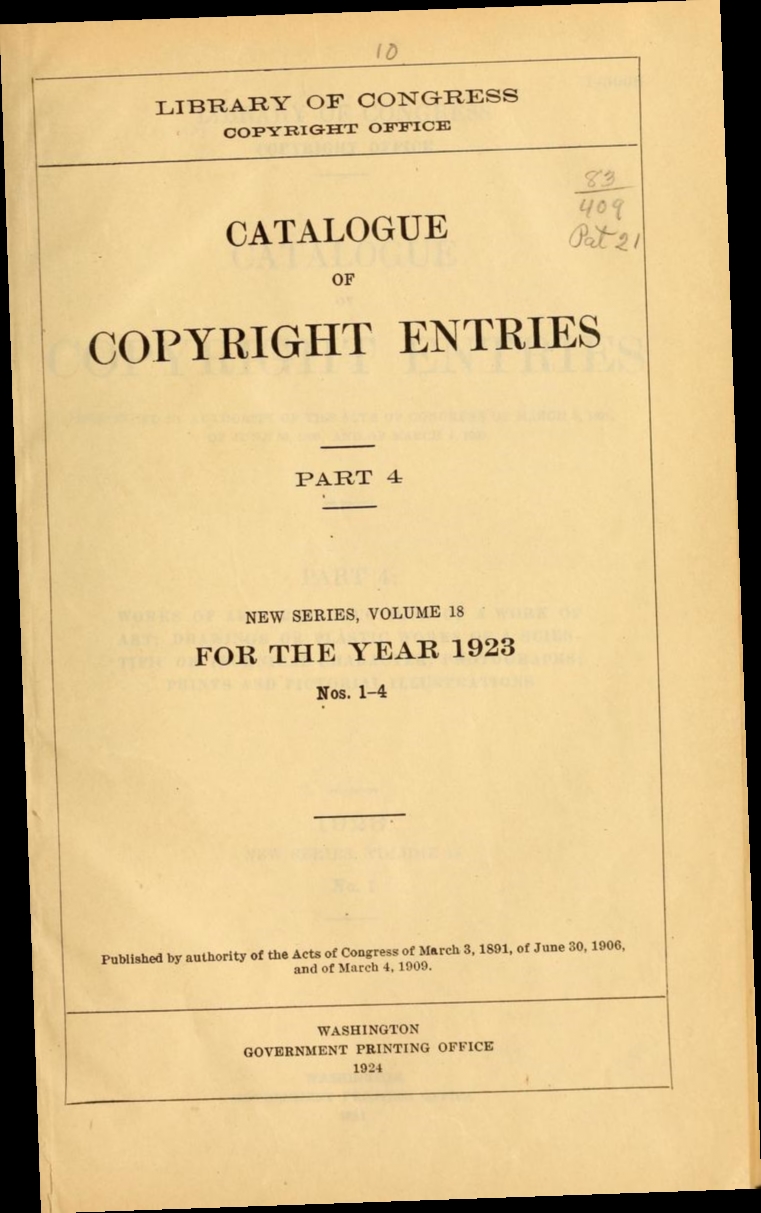 10
LIBRARY OF CONGRESS
COPYRIGHT OFFICE
83
409
Pat 21
CATALOGUE
OF
COPYRIGHT ENTRIES
PART 4
NEW SERIES, VOLUME 18
FOR THE YEAR 1923
Nos. 1-4
Published by authority of the Acts of Congress of March 3, 1891, of June 30, 1906,
and of March 4, 1909.
WASHINGTON
GOVERNMENT PRINTING OFFICE
1924